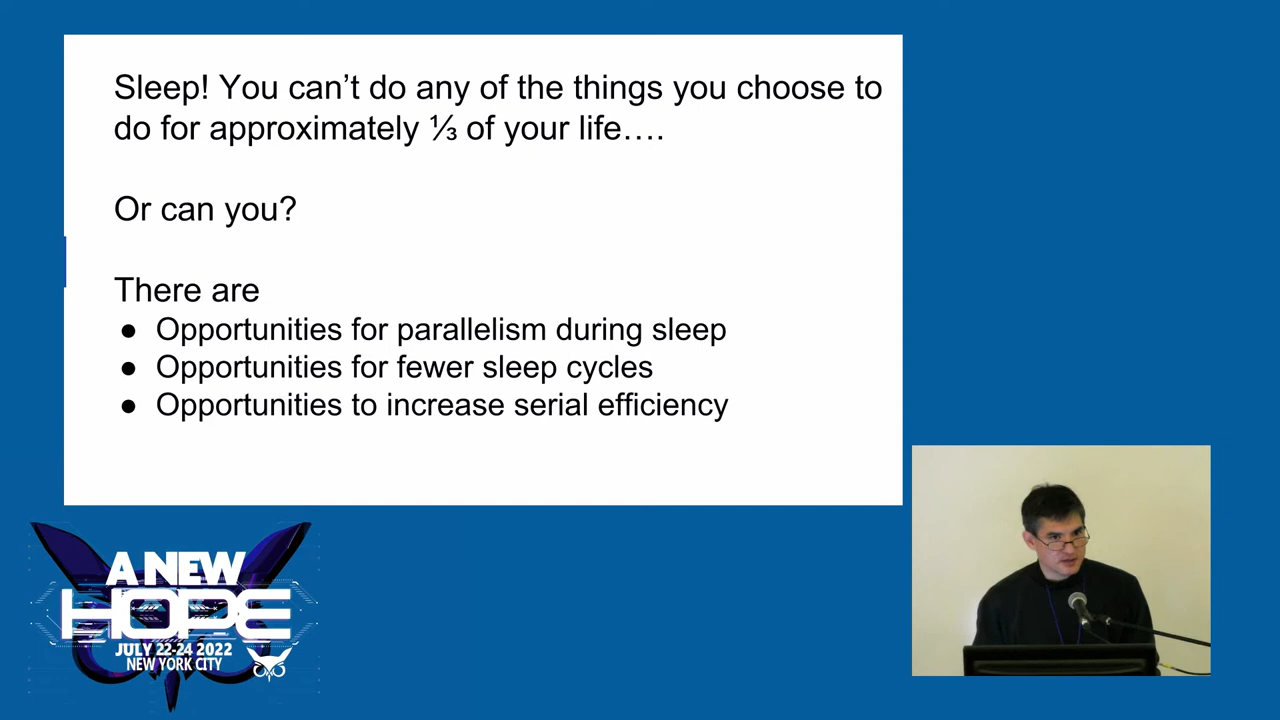 Sleep! You can’t do any of the things you choose to
do for approximately ⅓ of your life….
Or can you?
There are
● Opportunities for parallelism during sleep
● Opportunities for fewer sleep cycles
● Opportunities to increase serial efficiency
A NEW
HOPE
JULY 22-24 2022
NEW YORK CITY